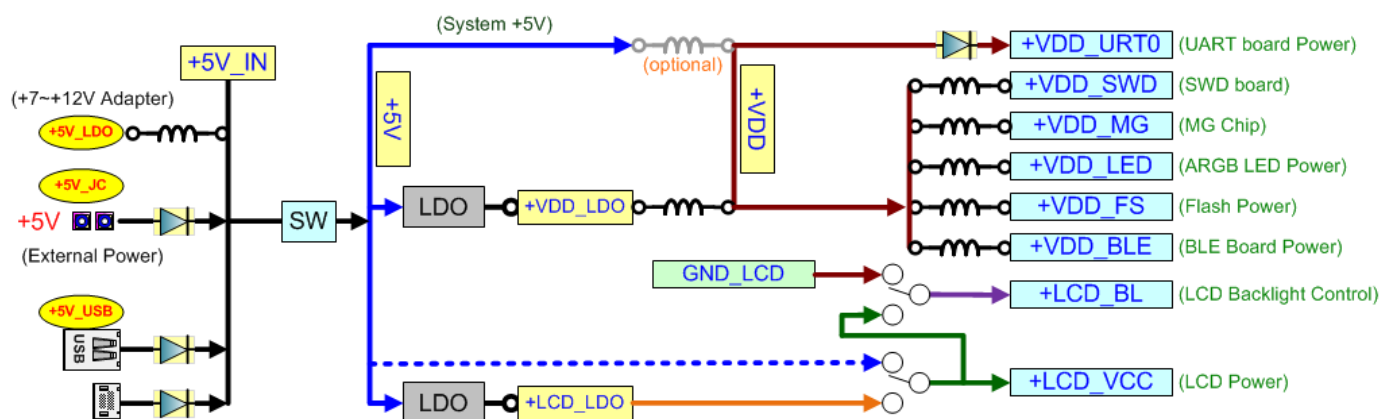 (System +5V)
+5V_IN
(optional)
+VDD_URT0
(UART board Power)
(+7~+12V Adapter)
+5V
+VDD
+VDD_SWD
(SWD board)
+5V_LDO
+VDD_MG
(MG Chip)
+5V_JC
+VDD_LED
(ARGB LED Power)
+5V
SW
LDO
+VDD_LDO
+VDD_FS
(Flash Power)
(External Power)
+VDD_BLE
(BLE Board Power)
GND_LCD
+LCD_BL
(LCD Backlight Control)
+5V_USB
USB
LDO
+LCD_LDO
+LCD_VCC
(LCD Power)